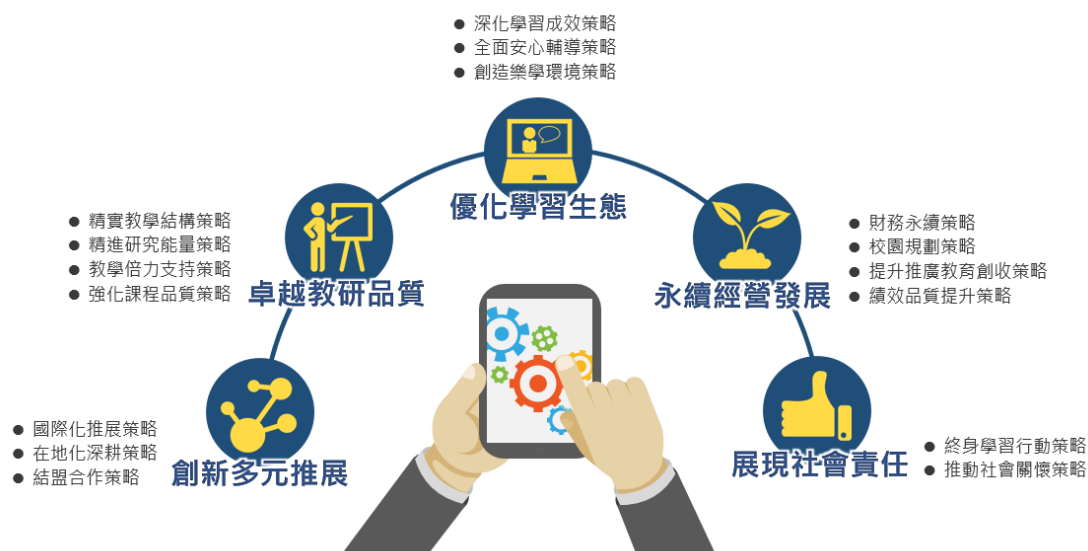 ● 深化學習成效策略
● 全面安心輔導策略
● 創造樂學環境策略
優化學習生態
● 精實教學結構策略
● 精進研究能量策略
● 教學倍力支持策略
● 強化課程品質策略
卓越教研品質
● 財務永續策略
● 校園規劃策略
● 提升推廣教育創收策略
● 績效品質提升策略
永續經營發展
● 國際化推展策略
● 在地化深耕策略
● 結盟合作策略
創新多元推展
● 終身學習行動策略
● 推動社會關懷策略
展現社會責任